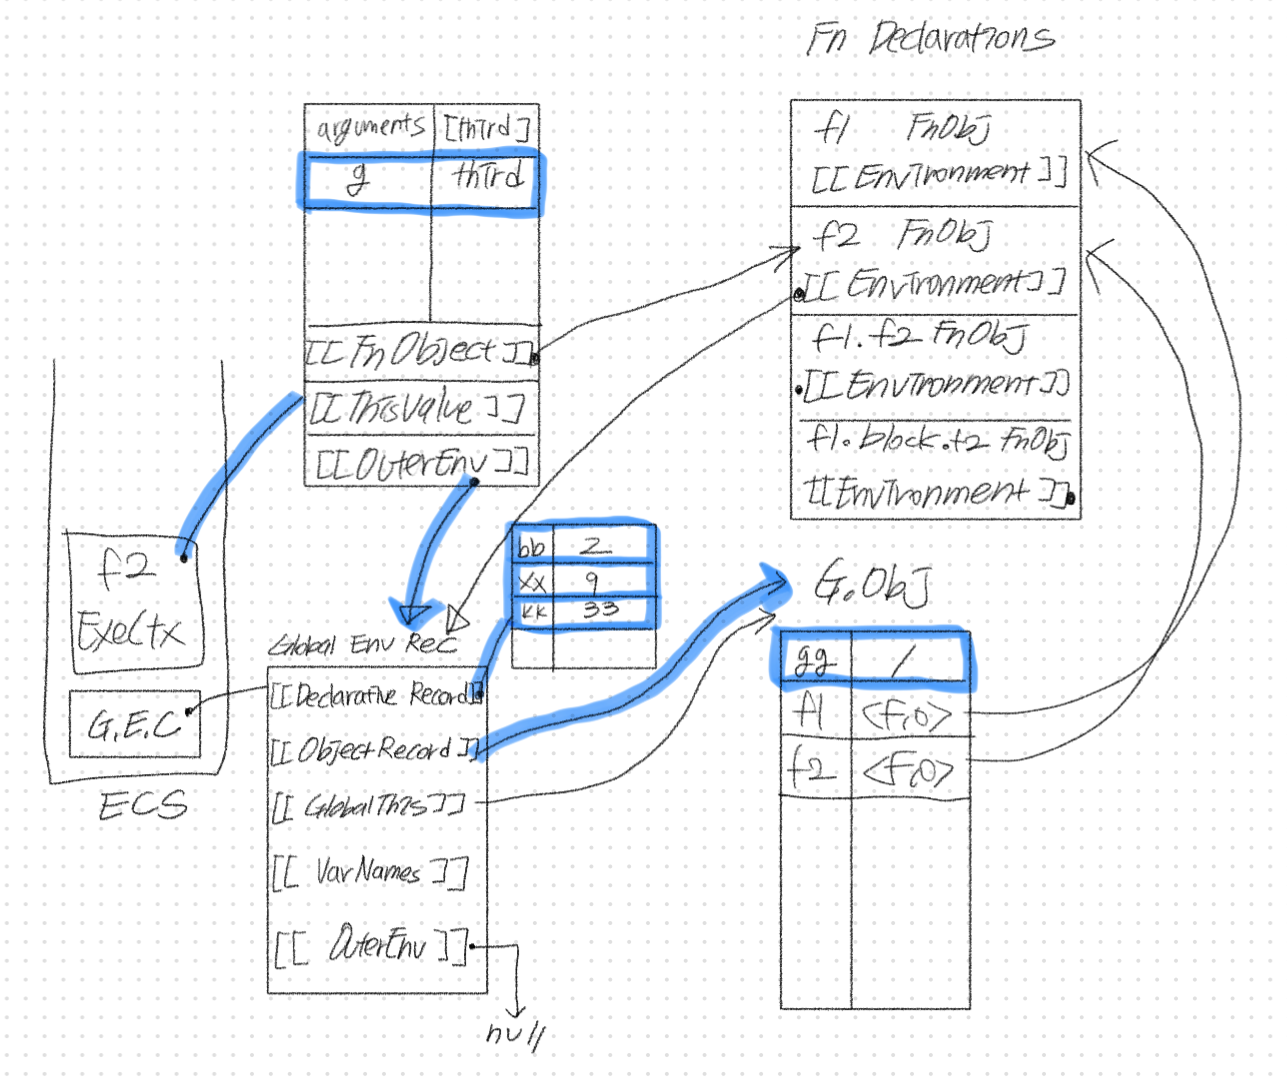 Fn Declarations
arguments [third]
g third
[[FnObject]]
[[ThisValue]]
[[OuterEnv]]
f1 FnObj
[[Environment]]
f2 FnObj
[[Environment]]
f1.f2 FnObj
[[Environment]]
f1.block.f2 FnObj
[[Environment]]
f2
ExeCtx
G.E.C
ECS
bb 2
xx 9
kk 33
Global Env Rec
[[Declarative Record]]
[[ObjectRecord]]
[[GlobalThis]]
[[VarNames]]
[[OuterEnv]]
null
G.Obj
gg 1
f1 <F.O>
f2 <F.O>